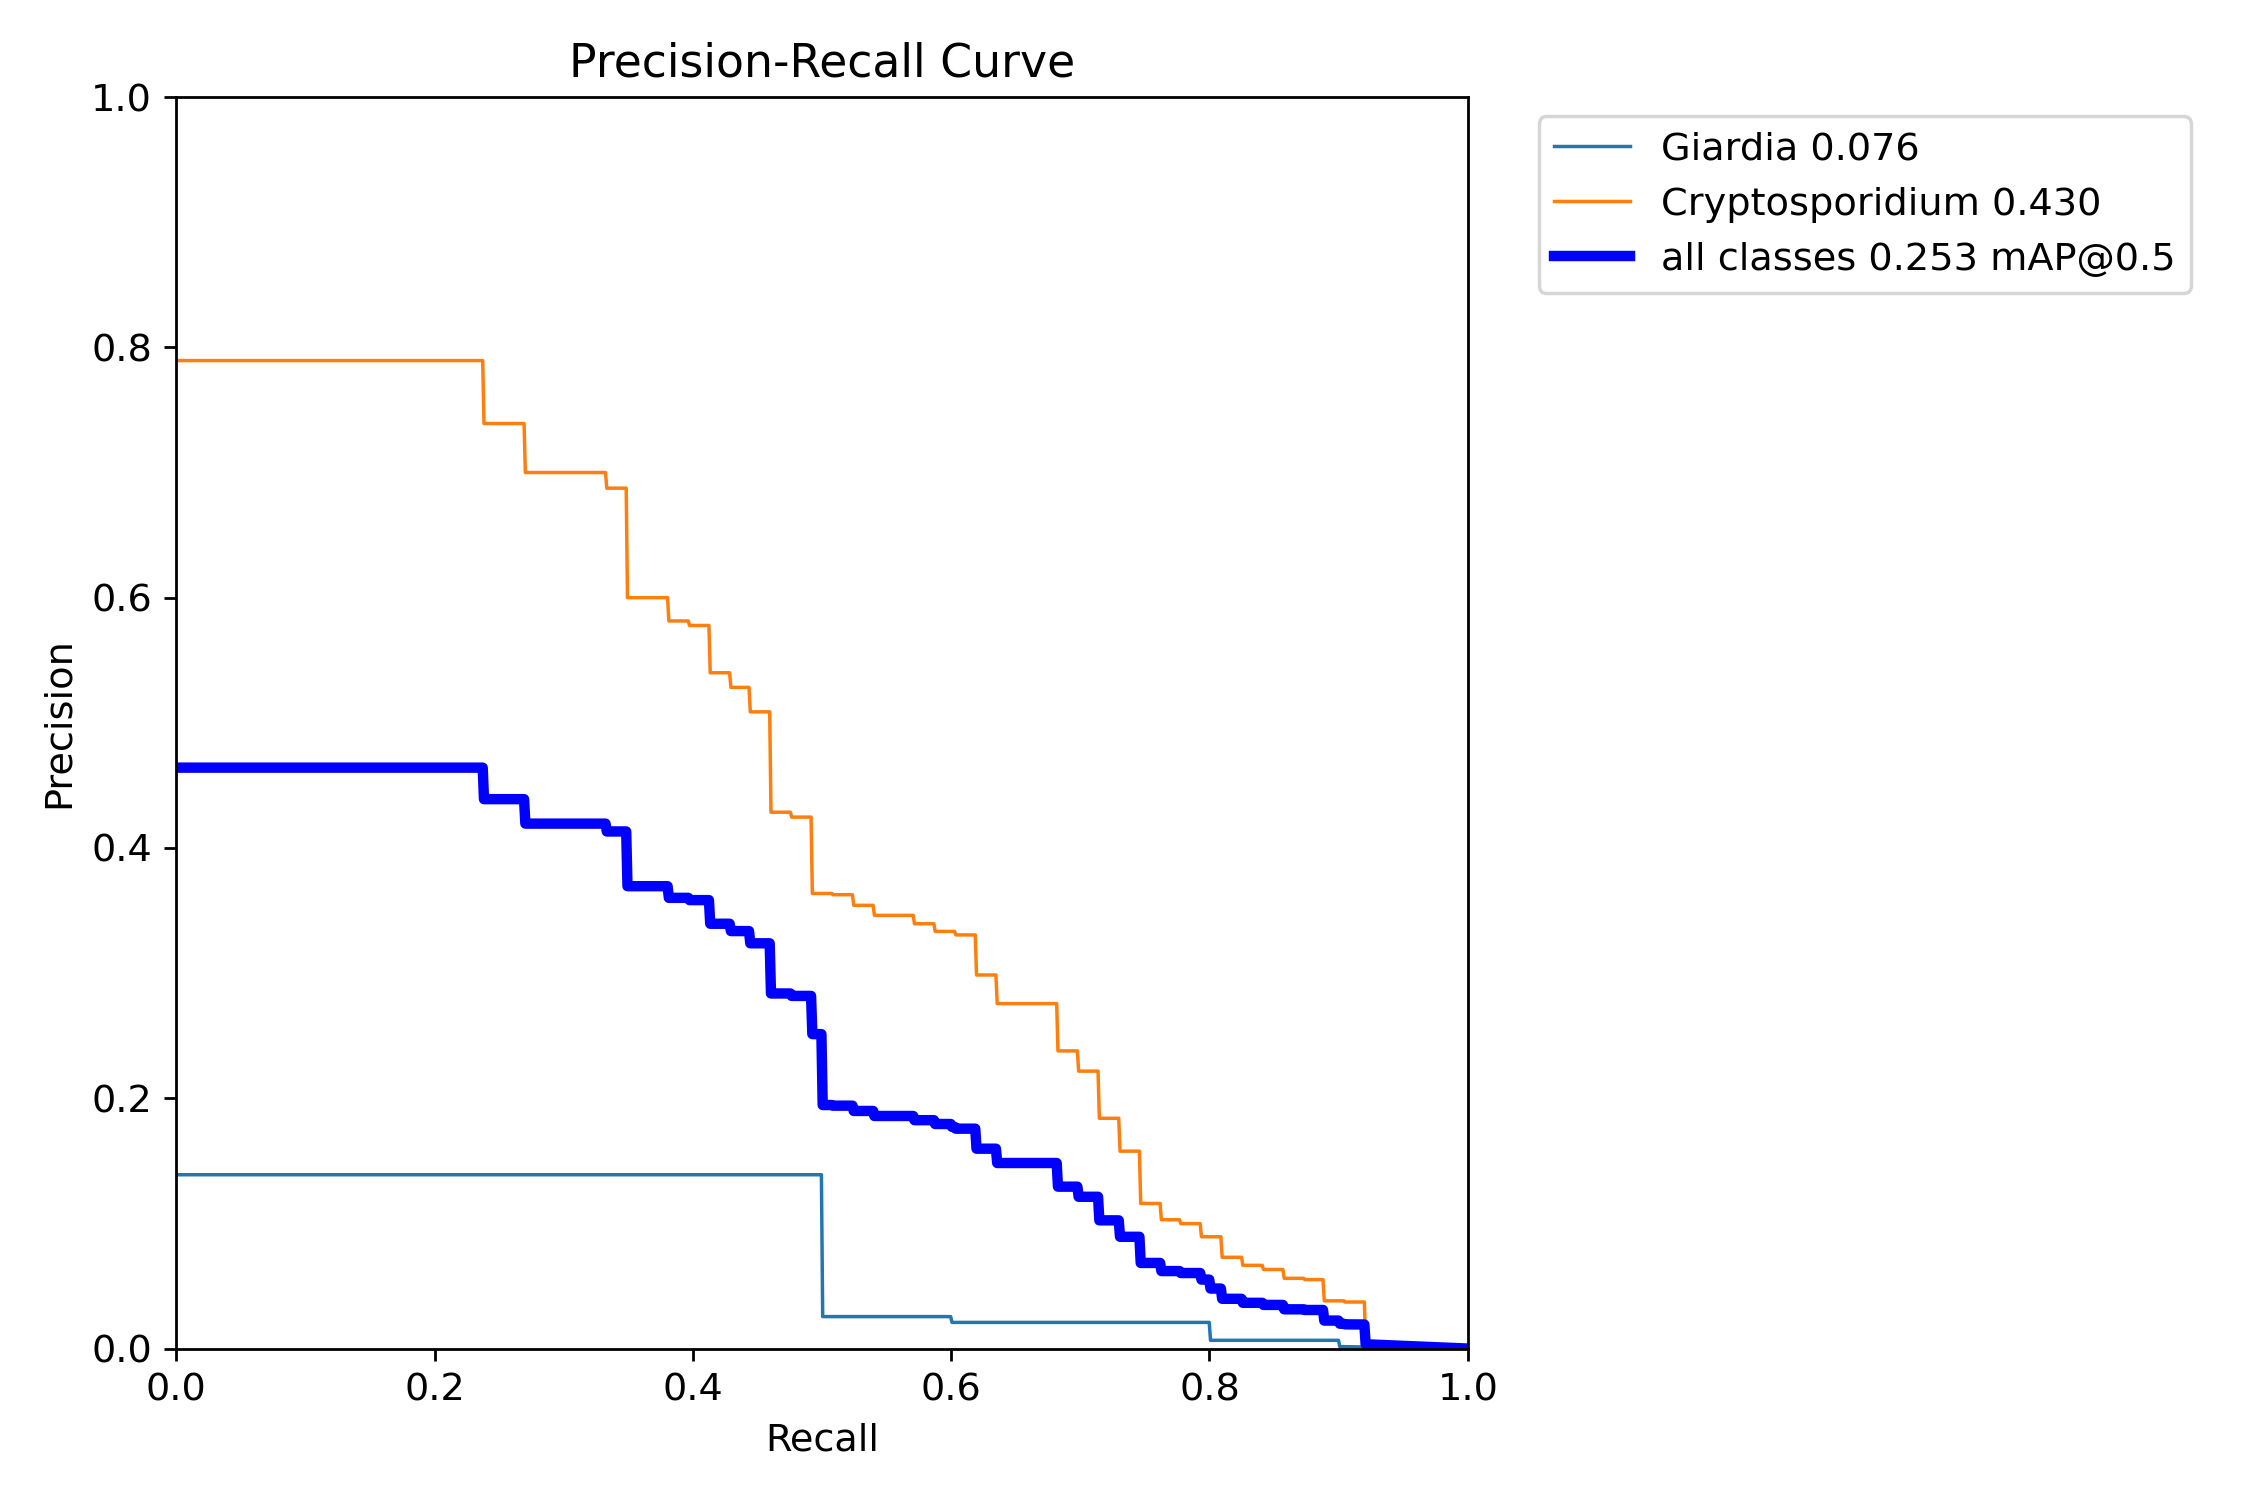 Precision-Recall Curve
1.0
0.8
0.6
0.4
0.2
0.0
Precision
0.0 0.2 0.4 0.6 0.8 1.0
Recall
Giardia 0.076
Cryptosporidium 0.430
all classes 0.253 mAP@0.5